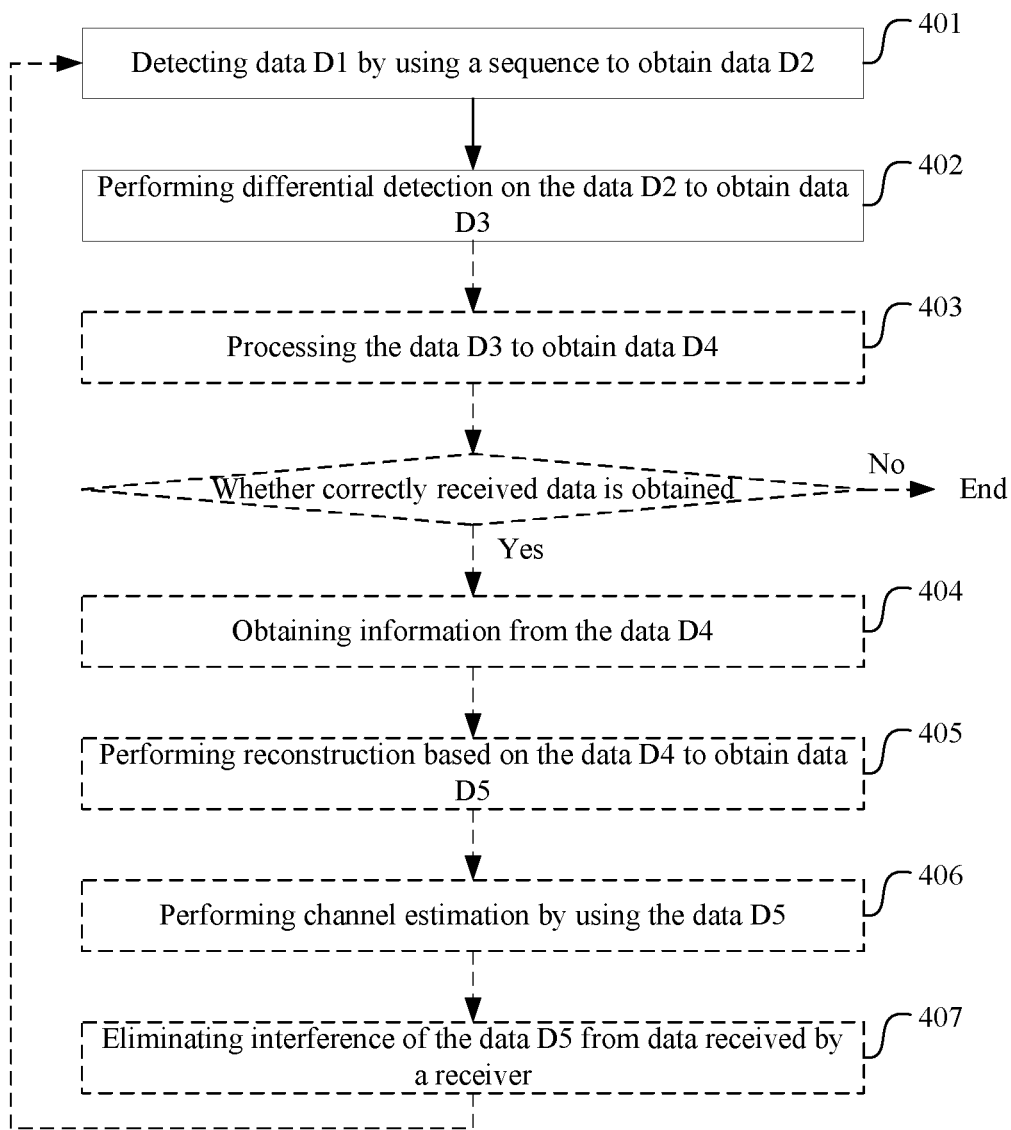 401
Detecting data D1 by using a sequence to obtain data D2
402
Performing differential detection on the data D2 to obtain data
D3
403
Processing the data D3 to obtain data D4
Whether correctly received data is obtained
No
End
Yes
404
Obtaining information from the data D4
405
Performing reconstruction based on the data D4 to obtain data
D5
406
Performing channel estimation by using the data D5
407
Eliminating interference of the data D5 from data received by
a receiver